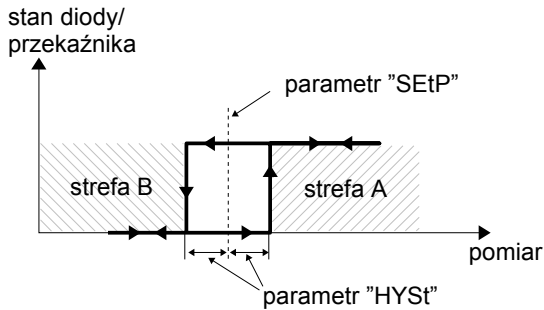 stan diody/
przekaźnika
parametr ”SEtP”
strefa B
strefa A
pomiar
parametr ”HYSt”